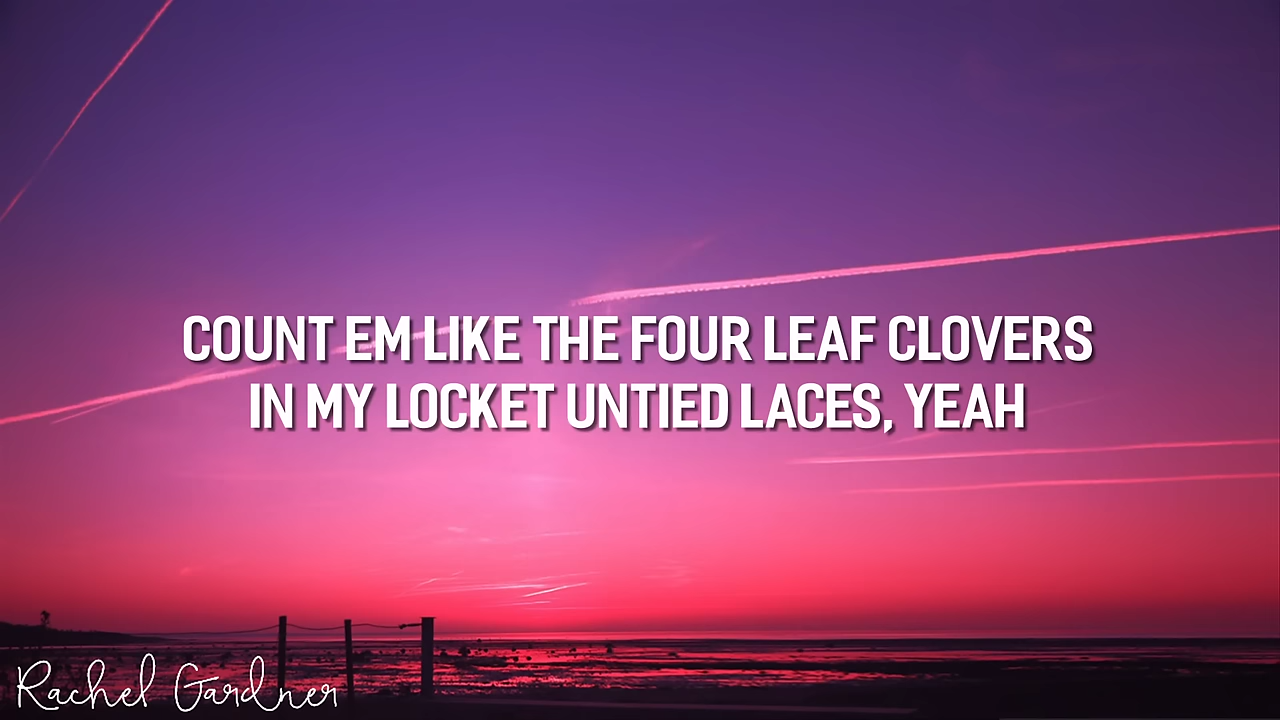 COUNT EM LIKE THE FOUR LEAF CLOVERS
IN MY LOCKET UNTIED LACES, YEAH
Rachel Gardner